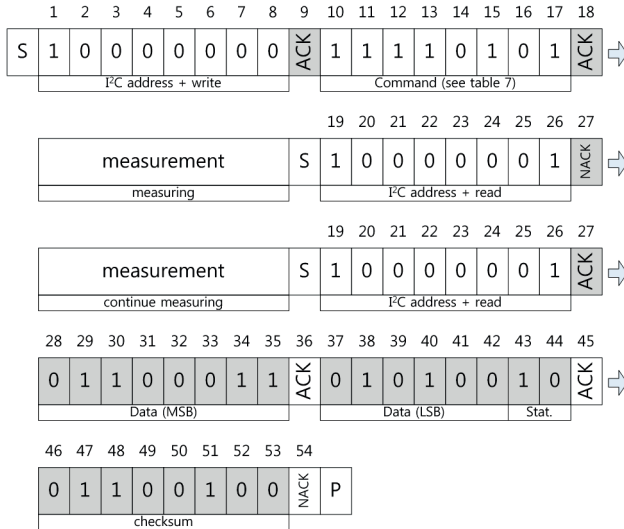 1 2 3 4 5 6 7 8 9 10 11 12 13 14 15 16 17 18
S 1 0 0 0 0 0 0 0 ACK 1 1 1 1 0 1 0 1 ACK
I²C address + write Command (see table 7)
19 20 21 22 23 24 25 26 27
measurement S 1 0 0 0 0 0 0 1 NACK
measuring I²C address + read
19 20 21 22 23 24 25 26 27
measurement S 1 0 0 0 0 0 0 1 ACK
continue measuring I²C address + read
28 29 30 31 32 33 34 35 36 37 38 39 40 41 42 43 44 45
0 1 1 0 0 0 1 1 ACK 0 1 0 1 0 0 1 0 ACK
Data (MSB) Data (LSB) Stat.
46 47 48 49 50 51 52 53 54
0 1 1 0 0 1 0 0 NACK P
checksum